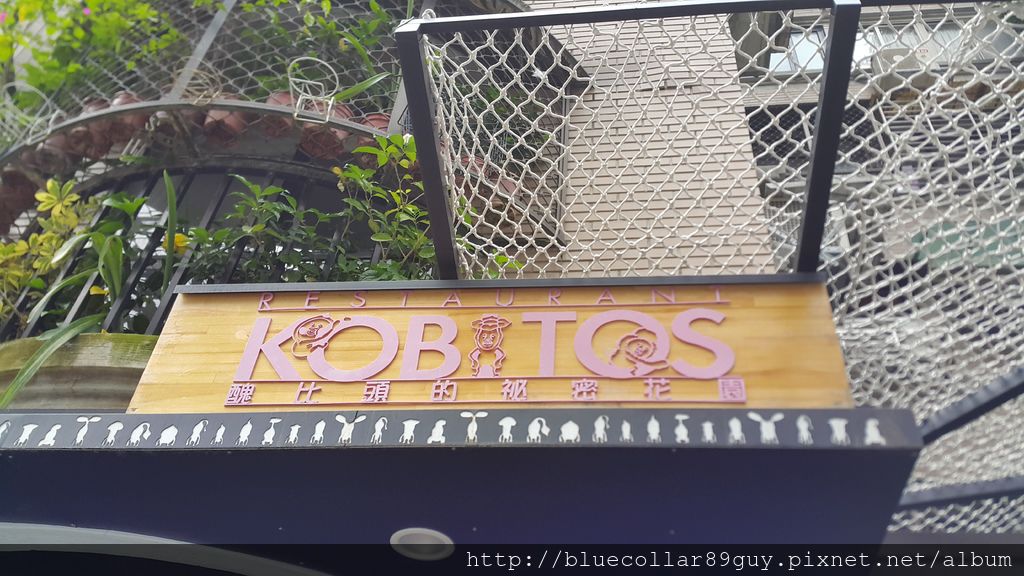 RESTAURANT
KOBITOS
醜比頭的祕密花園
http://bluecollar89guy.pixnet.net/album